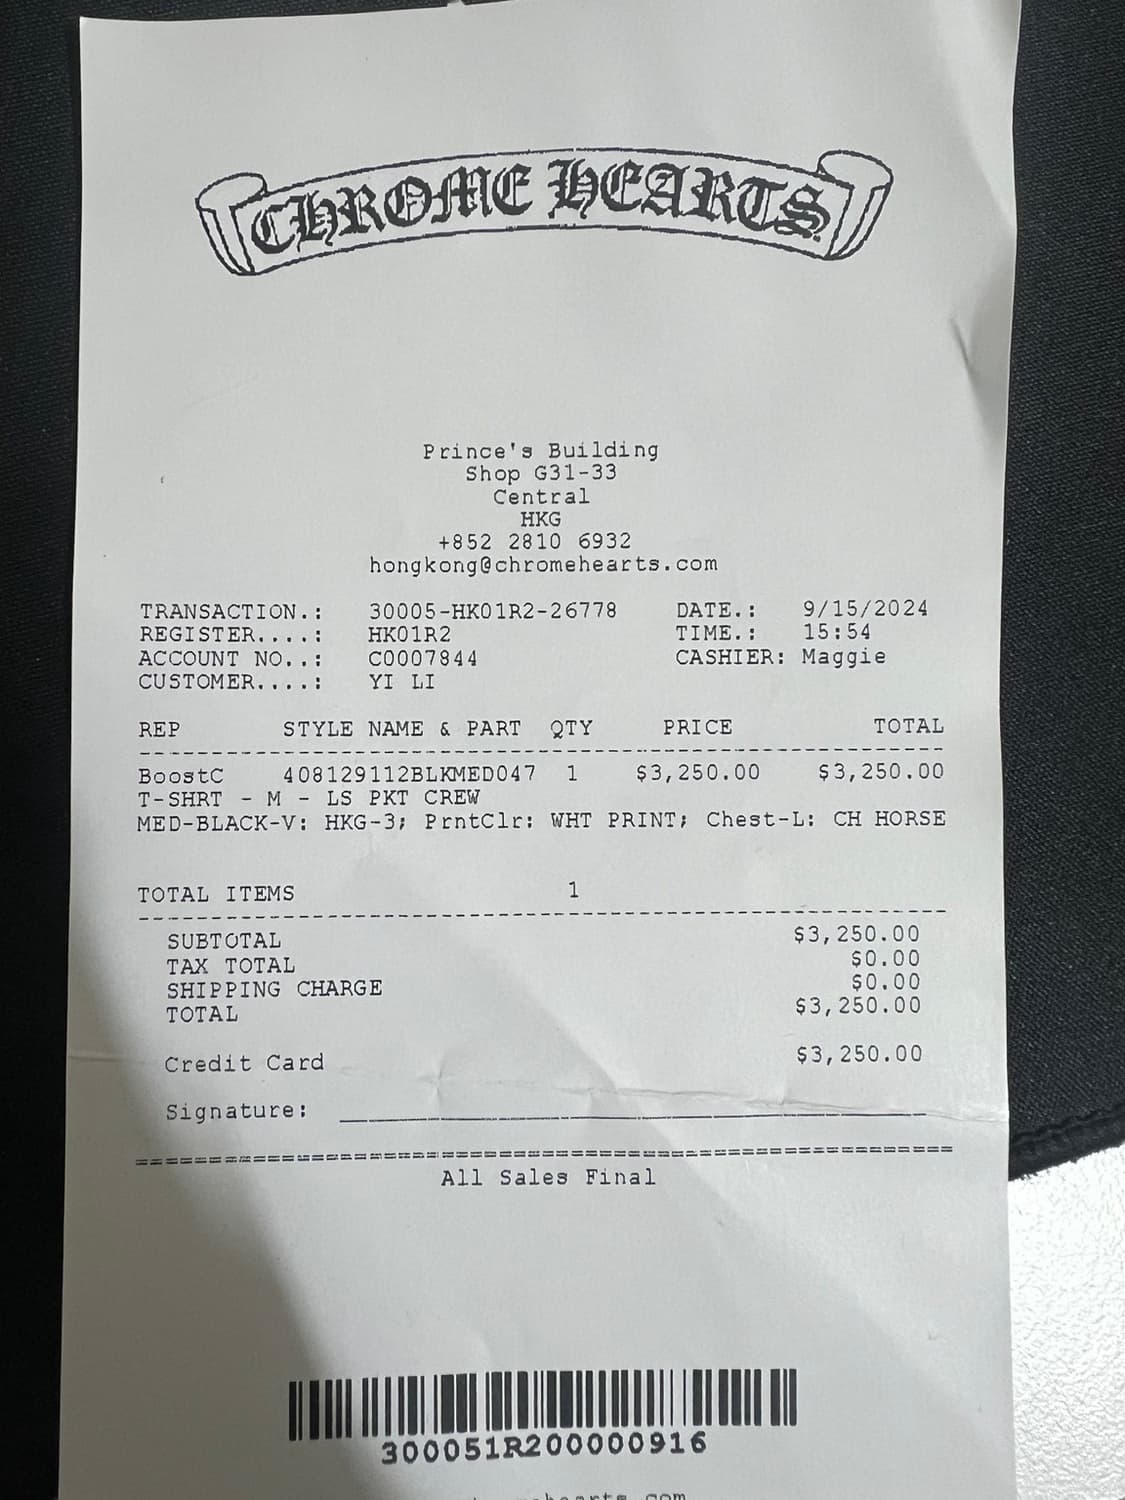 CHROME HEARTS
Prince's Building
Shop G31-33
Central
HKG
+852 2810 6932
hongkong@chromehearts.com
TRANSACTION.: 30005-HK01R2-26778 DATE.: 9/15/2024
REGISTER....: HK01R2 TIME.: 15:54
ACCOUNT NO..: C0007844 CASHIER: Maggie
CUSTOMER....: YI LI
REP STYLE NAME & PART QTY PRICE TOTAL
BoostC 408129112BLKMED047 1 $3,250.00 $3,250.00
T-SHRT - M - LS PKT CREW
MED-BLACK-V: HKG-3; PrntClr: WHT PRINT; Chest-L: CH HORSE
TOTAL ITEMS 1
SUBTOTAL $3,250.00
TAX TOTAL $0.00
SHIPPING CHARGE $0.00
TOTAL $3,250.00
Credit Card $3,250.00
Signature:
All Sales Final
300051R200000916